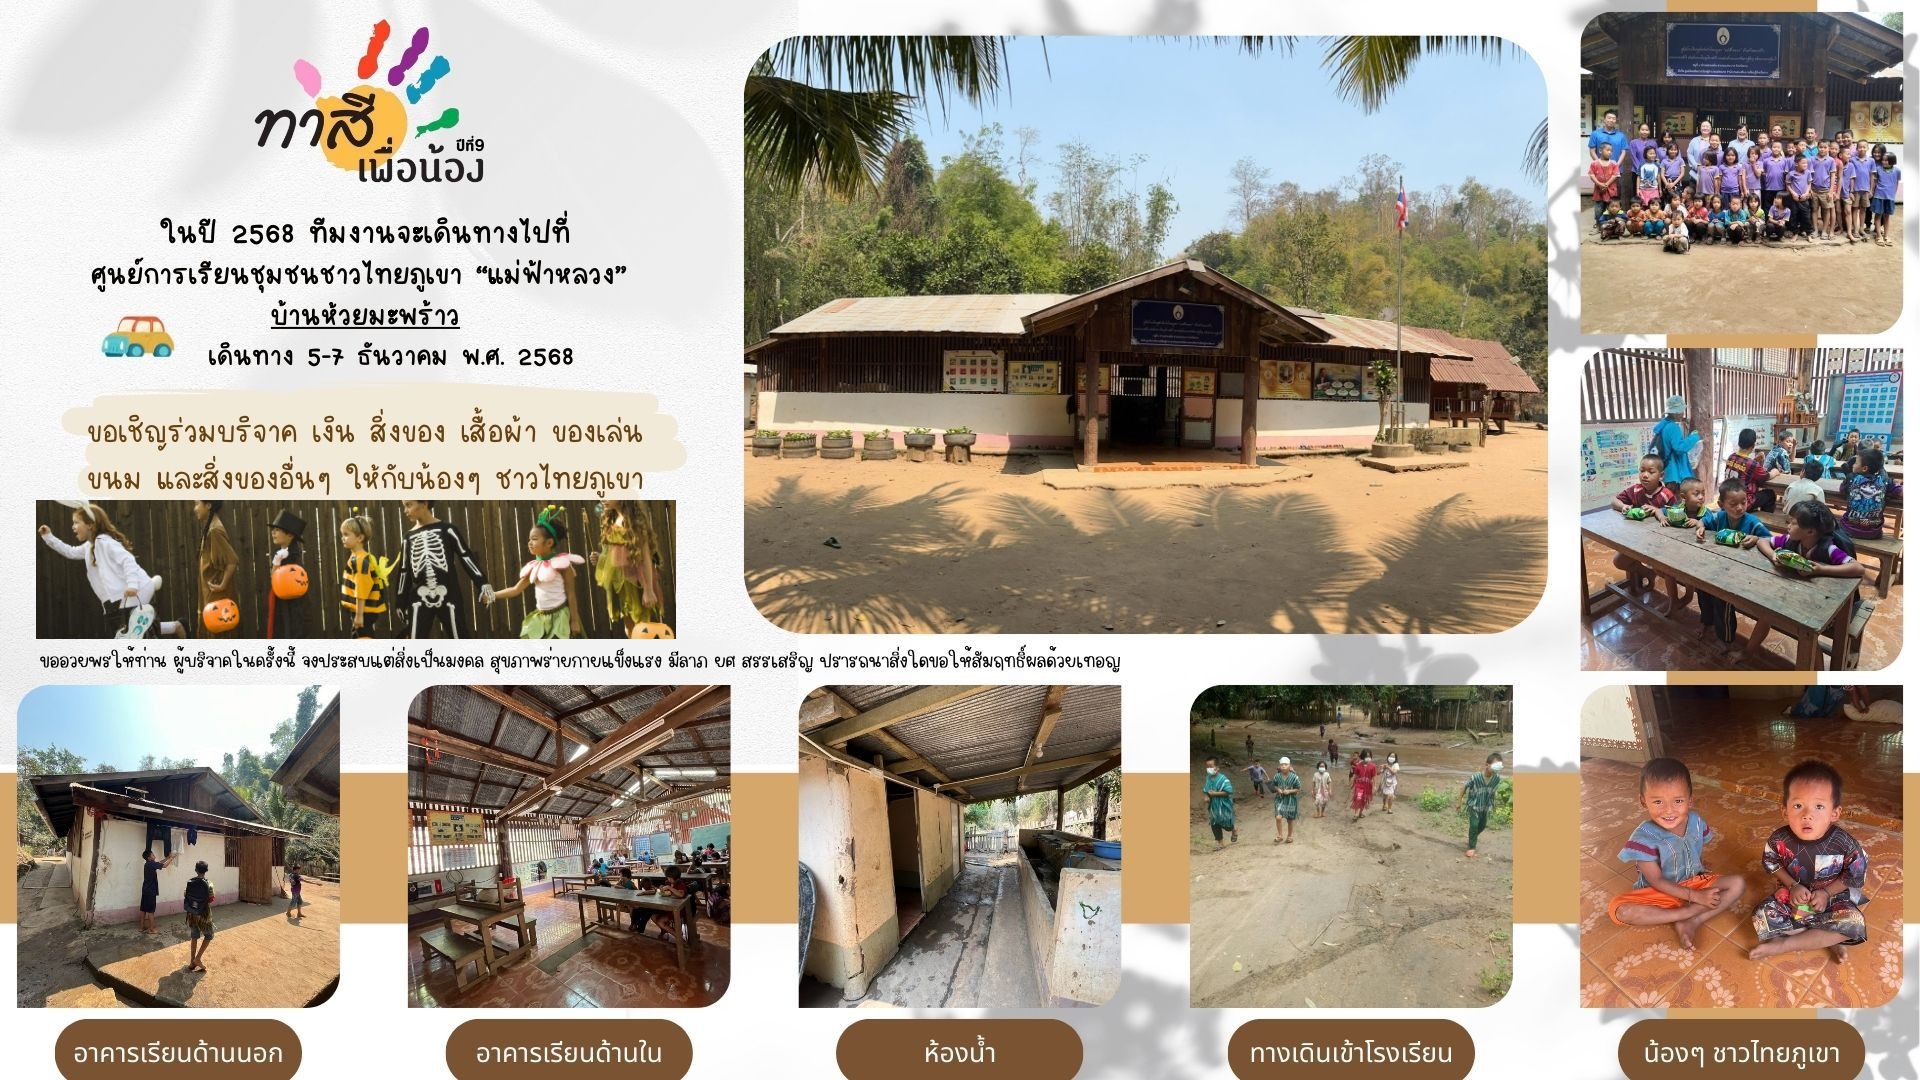 ทาสี
เพื่อน้อง
ปีที่9
ในปี 2568 ทีมงานจะเดินทางไปที่
ศูนย์การเรียนชุมชนชาวไทยภูเขา “แม่ฟ้าหลวง”
บ้านห้วยมะพร้าว
เดินทาง 5-7 ธันวาคม พ.ศ. 2568
ขอเชิญร่วมบริจาค เงิน สิ่งของ เสื้อผ้า ของเล่น
ขนม และสิ่งของอื่นๆ ให้กับน้องๆ ชาวไทยภูเขา
ขออวยพรให้ท่าน ผู้บริจาคในครั้งนี้ จงประสบแต่สิ่งเป็นมงคล สุขภาพร่ายกายแข็งแรง มีลาภ ยศ สรรเสริญ ปรารถนาสิ่งใดขอให้สัมฤทธิ์ผลด้วยเทอญ
อาคารเรียนด้านนอก
อาคารเรียนด้านใน
ห้องน้ำ
ทางเดินเข้าโรงเรียน
น้องๆ ชาวไทยภูเขา